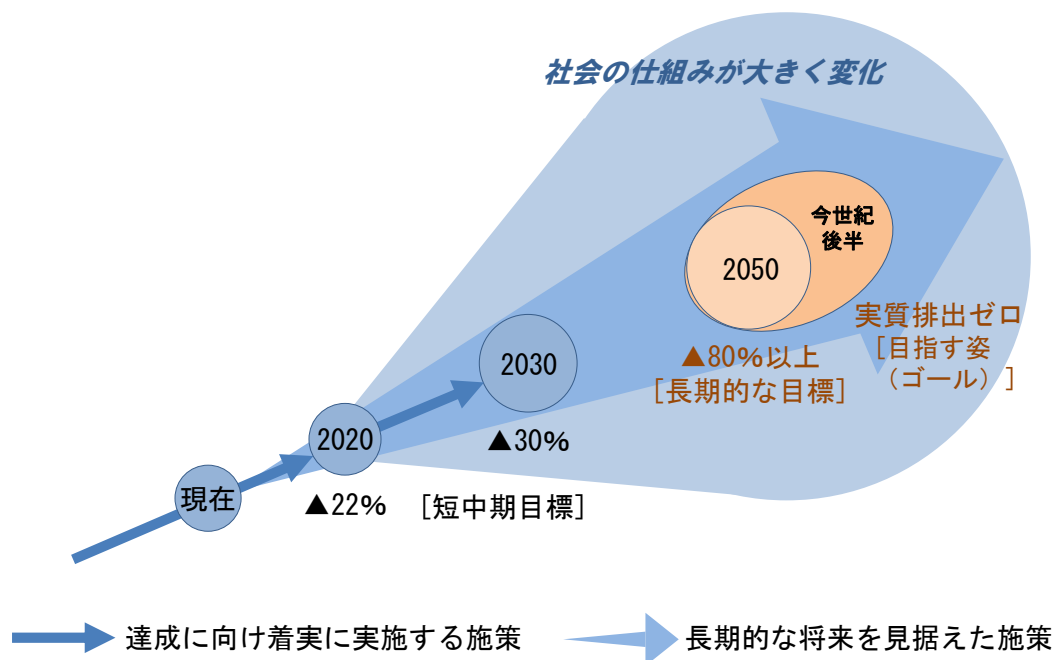 社会の仕組みが大きく変化
今世紀
後半
2050
実質排出ゼロ
[目指す姿
（ゴール）]
▲80%以上
[長期的な目標]
2030
▲30%
2020
▲22% [短中期目標]
現在
達成に向け着実に実施する施策
長期的な将来を見据えた施策